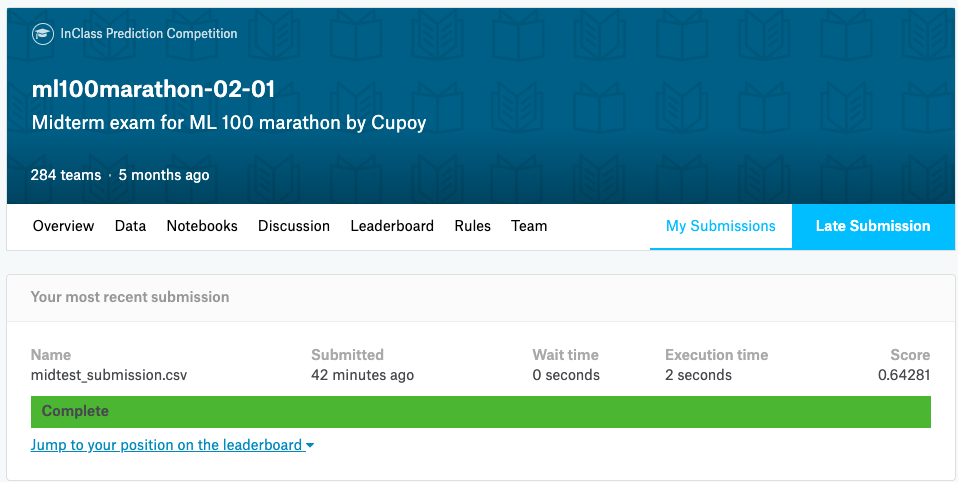 InClass Prediction Competition
ml100marathon-02-01
Midterm exam for ML 100 marathon by Cupoy
284 teams · 5 months ago
Overview Data Notebooks Discussion Leaderboard Rules Team My Submissions Late Submission
Your most recent submission
Name Submitted Wait time Execution time Score
midtest_submission.csv 42 minutes ago 0 seconds 2 seconds 0.64281
Complete
Jump to your position on the leaderboard